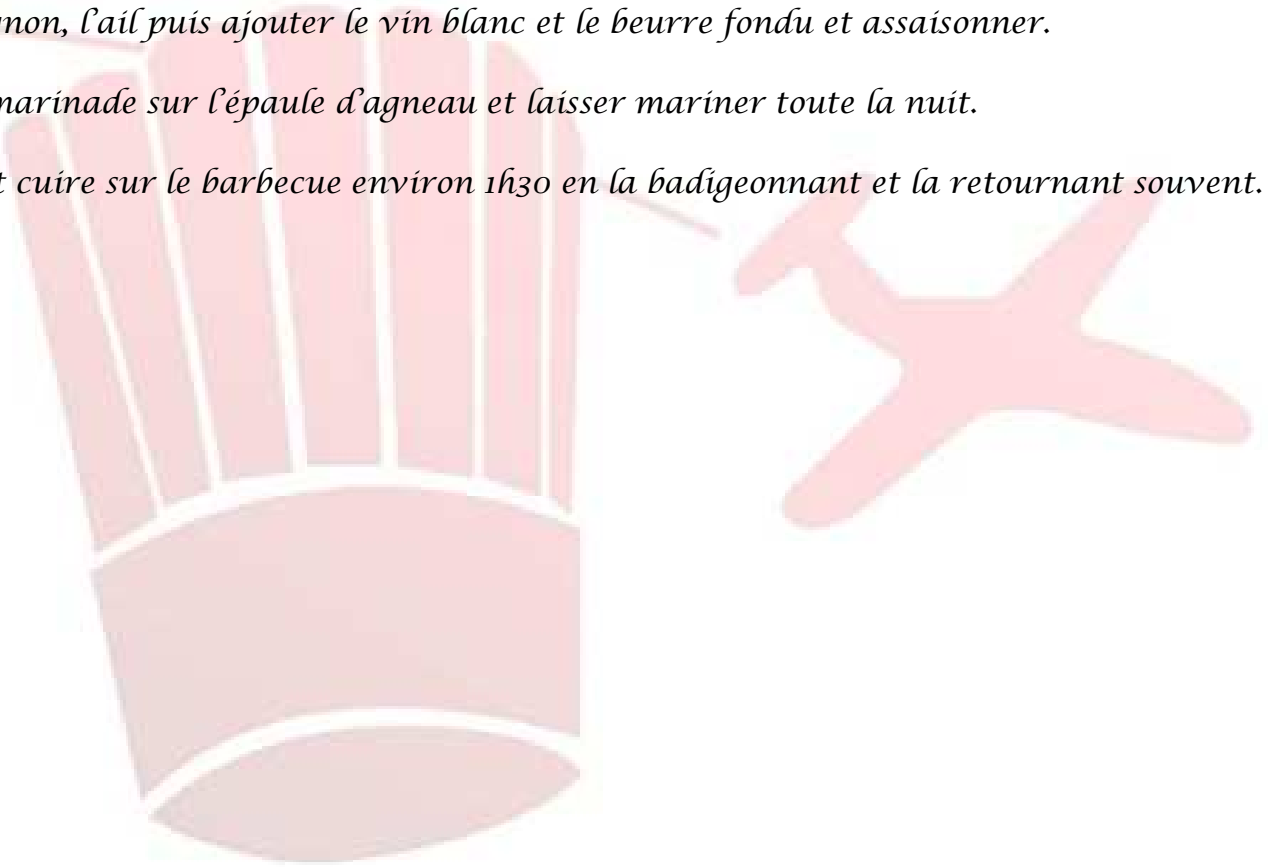 non, l'ail puis ajouter le vin blanc et le beurre fondu et assaisonner.
marinade sur l'épaule d'agneau et laisser mariner toute la nuit.
t cuire sur le barbecue environ 1h30 en la badigeonnant et la retournant souvent.